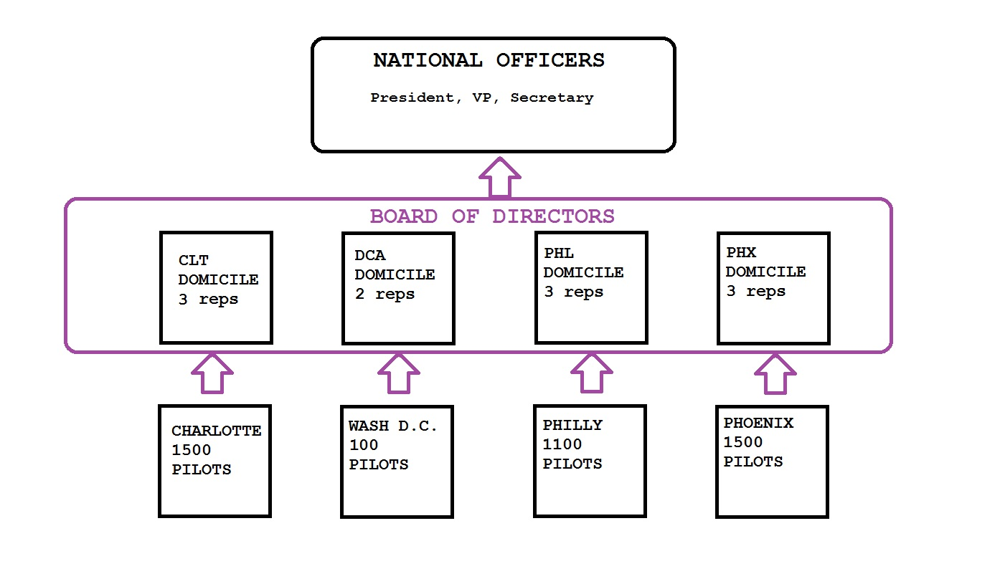 NATIONAL OFFICERS
President, VP, Secretary
BOARD OF DIRECTORS
CLT
DOMICILE
3 reps
DCA
DOMICILE
2 reps
PHL
DOMICILE
3 reps
PHX
DOMICILE
3 reps
CHARLOTTE
1500
PILOTS
WASH D.C.
100
PILOTS
PHILLY
1100
PILOTS
PHOENIX
1500
PILOTS